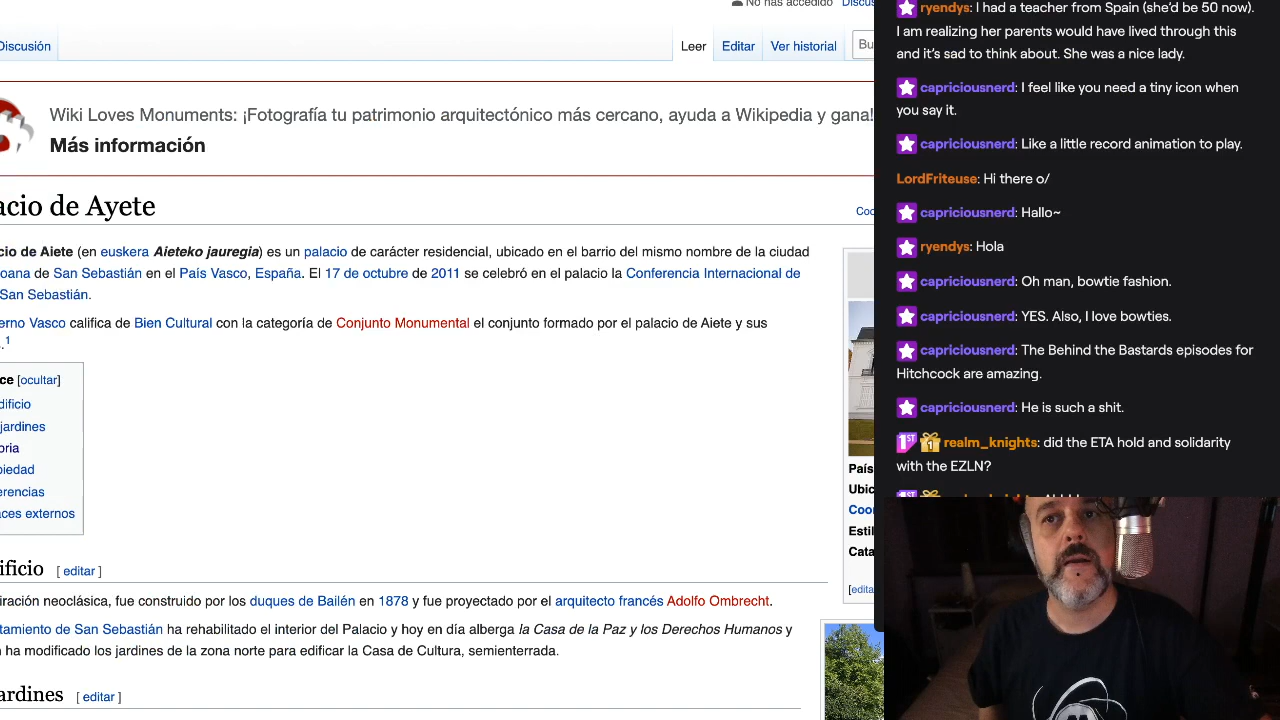 No has accedido Discus
Discusión
Leer Editar Ver historial Bu
Wiki Loves Monuments: ¡Fotografía tu patrimonio arquitectónico más cercano, ayuda a Wikipedia y gana!
Más información
acio de Ayete
Coo
cio de Aiete (en euskera Aieteko jauregia) es un palacio de carácter residencial, ubicado en el barrio del mismo nombre de la ciudad
oana de San Sebastián en el País Vasco, España. El 17 de octubre de 2011 se celebró en el palacio la Conferencia Internacional de
San Sebastián.
erno Vasco califica de Bien Cultural con la categoría de Conjunto Monumental el conjunto formado por el palacio de Aiete y sus
.1
ce [ocultar]
dificio
jardines
oria
piedad
erencias
aces externos
País
Ubic
Coor
Estil
Cata
[edita
ificio [ editar ]
iración neoclásica, fue construido por los duques de Bailén en 1878 y fue proyectado por el arquitecto francés Adolfo Ombrecht.
tamiento de San Sebastián ha rehabilitado el interior del Palacio y hoy en día alberga la Casa de la Paz y los Derechos Humanos y
n ha modificado los jardines de la zona norte para edificar la Casa de Cultura, semienterrada.
ardines [ editar ]
ryendys: I had a teacher from Spain (she'd be 50 now).
I am realizing her parents would have lived through this
and it's sad to think about. She was a nice lady.
capriciousnerd: I feel like you need a tiny icon when
you say it.
capriciousnerd: Like a little record animation to play.
LordFriteuse: Hi there o/
capriciousnerd: Hallo~
ryendys: Hola
capriciousnerd: Oh man, bowtie fashion.
capriciousnerd: YES. Also, I love bowties.
capriciousnerd: The Behind the Bastards episodes for
Hitchcock are amazing.
capriciousnerd: He is such a shit.
1ST 1 realm_knights: did the ETA hold and solidarity
with the EZLN?